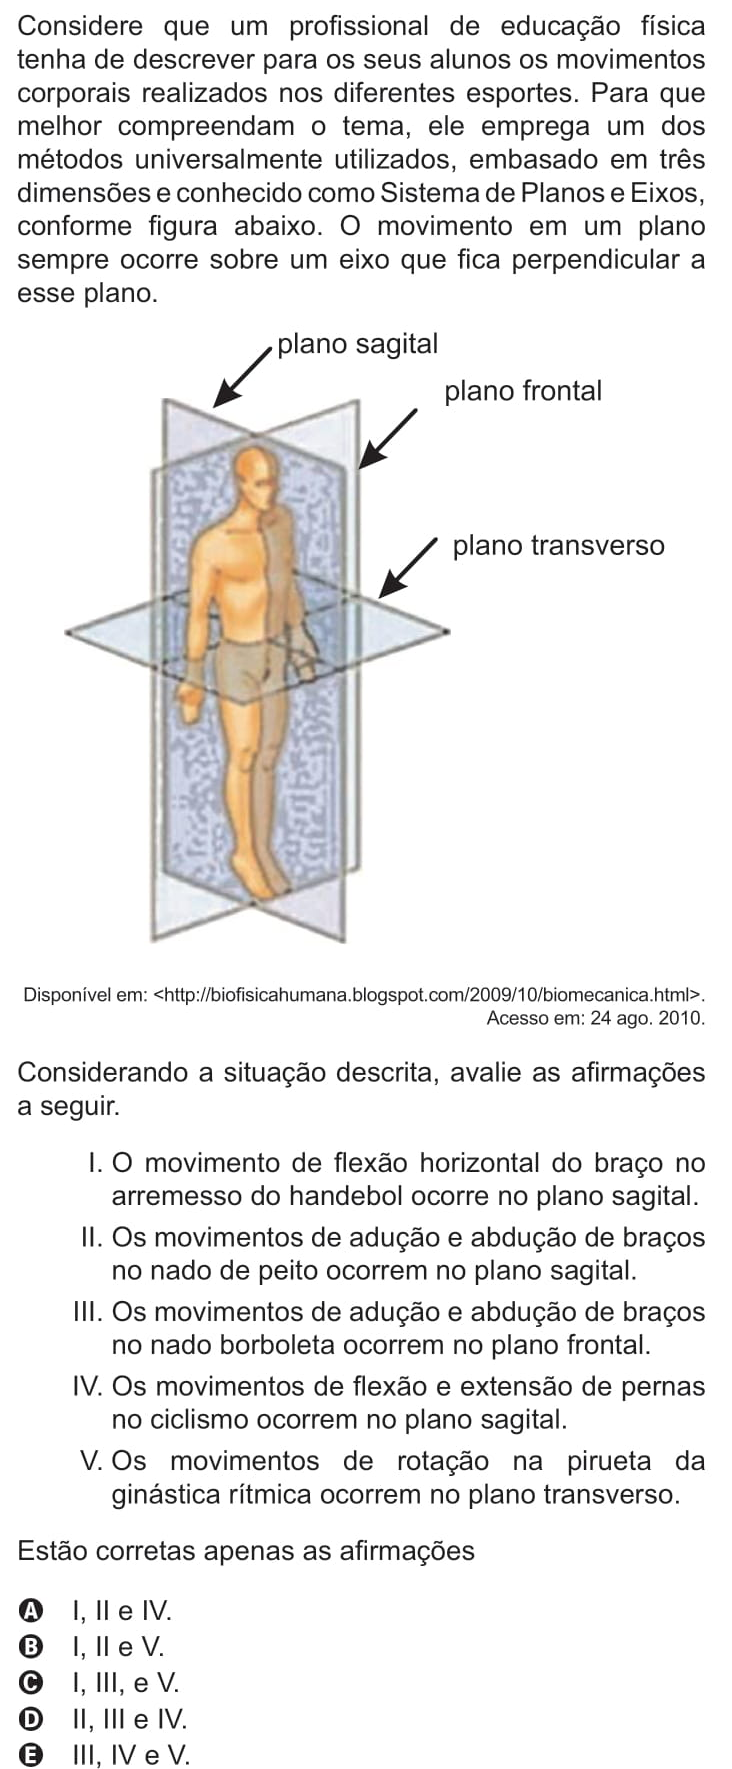 Considere que um profissional de educação física
tenha de descrever para os seus alunos os movimentos
corporais realizados nos diferentes esportes. Para que
melhor compreendam o tema, ele emprega um dos
métodos universalmente utilizados, embasado em três
dimensões e conhecido como Sistema de Planos e Eixos,
conforme figura abaixo. O movimento em um plano
sempre ocorre sobre um eixo que fica perpendicular a
esse plano.
plano sagital
plano frontal
plano transverso
Disponível em: <http://biofisicahumana.blogspot.com/2009/10/biomecanica.html>.
Acesso em: 24 ago. 2010.
Considerando a situação descrita, avalie as afirmações
a seguir.
I. O movimento de flexão horizontal do braço no
arremesso do handebol ocorre no plano sagital.
II. Os movimentos de adução e abdução de braços
no nado de peito ocorrem no plano sagital.
III. Os movimentos de adução e abdução de braços
no nado borboleta ocorrem no plano frontal.
IV. Os movimentos de flexão e extensão de pernas
no ciclismo ocorrem no plano sagital.
V. Os movimentos de rotação na pirueta da
ginástica rítmica ocorrem no plano transverso.
Estão corretas apenas as afirmações
A I, II e IV.
B I, II e V.
C I, III, e V.
D II, III e IV.
E III, IV e V.